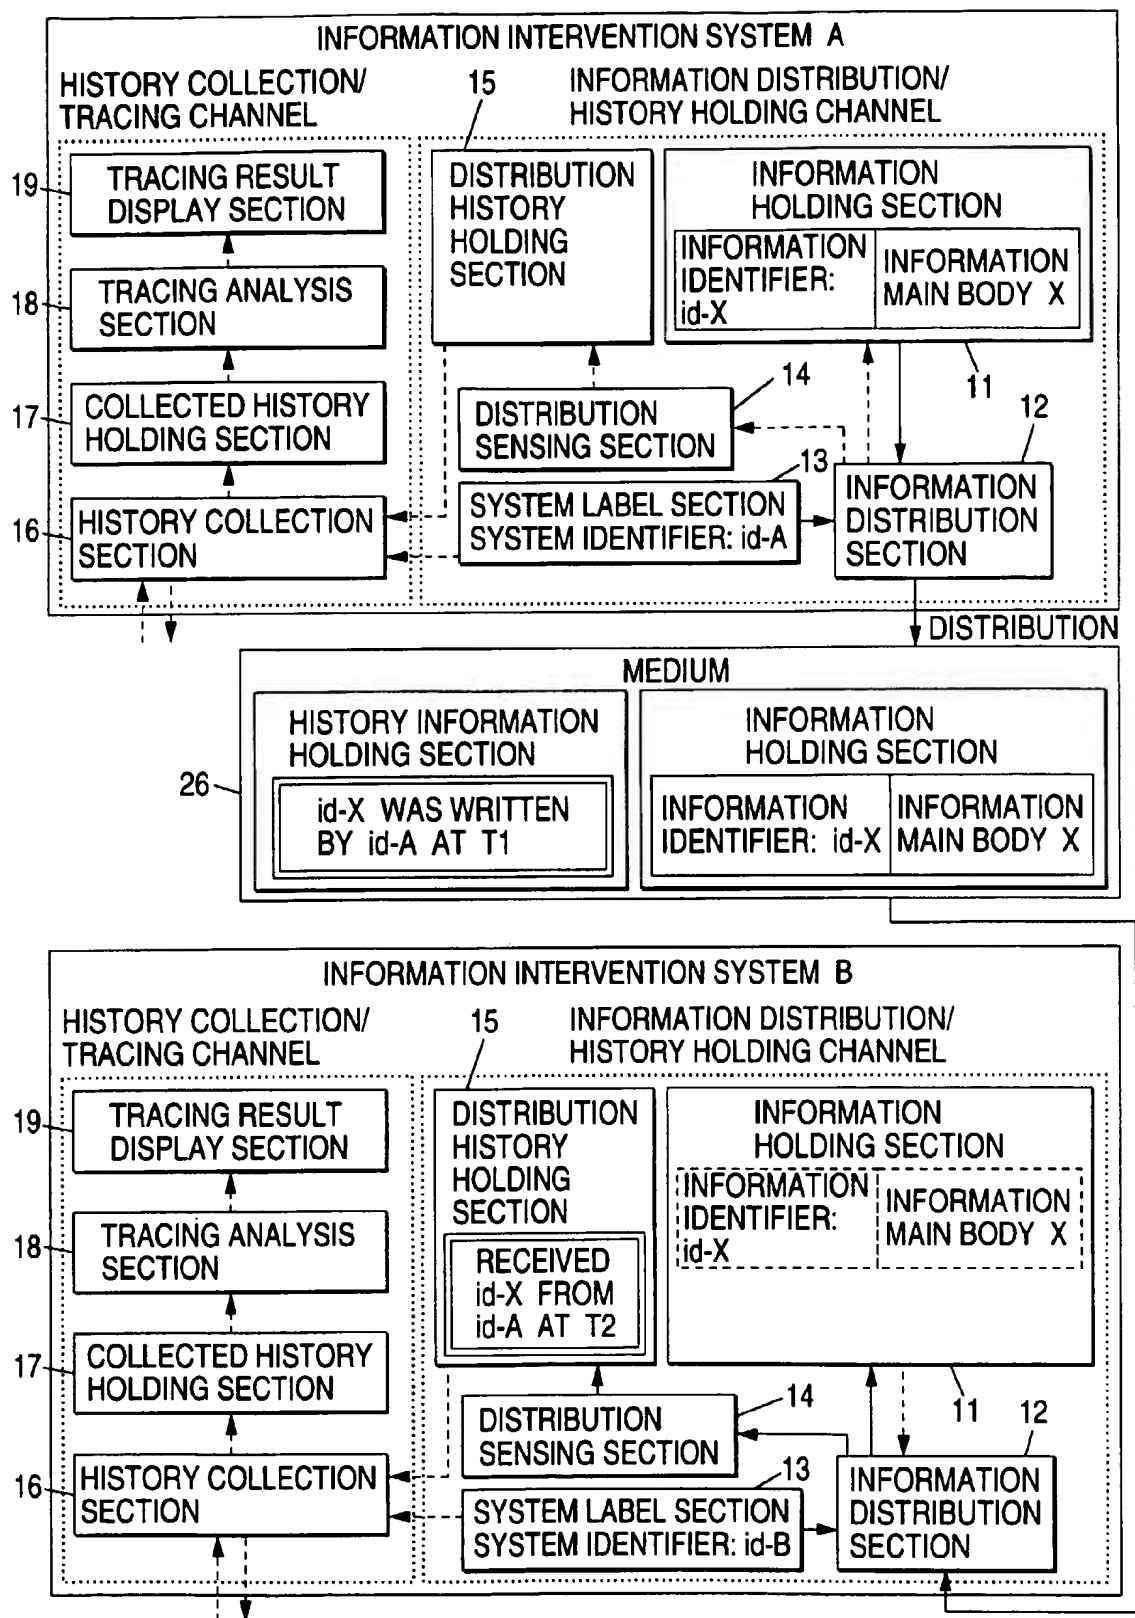 INFORMATION INTERVENTION SYSTEM A
HISTORY COLLECTION/
TRACING CHANNEL
15
INFORMATION DISTRIBUTION/
HISTORY HOLDING CHANNEL
19
TRACING RESULT
DISPLAY SECTION
DISTRIBUTION
HISTORY
HOLDING
SECTION
INFORMATION
HOLDING SECTION
INFORMATION
IDENTIFIER:
id-X
INFORMATION
MAIN BODY X
18
TRACING ANALYSIS
SECTION
11
17
COLLECTED HISTORY
HOLDING SECTION
DISTRIBUTION
SENSING SECTION
14
12
13
16
HISTORY COLLECTION
SECTION
SYSTEM LABEL SECTION
SYSTEM IDENTIFIER: id-A
INFORMATION
DISTRIBUTION
SECTION
DISTRIBUTION
MEDIUM
26
HISTORY INFORMATION
HOLDING SECTION
id-X WAS WRITTEN
BY id-A AT T1
INFORMATION
HOLDING SECTION
INFORMATION
IDENTIFIER: id-X
INFORMATION
MAIN BODY X
INFORMATION INTERVENTION SYSTEM B
HISTORY COLLECTION/
TRACING CHANNEL
15
INFORMATION DISTRIBUTION/
HISTORY HOLDING CHANNEL
19
TRACING RESULT
DISPLAY SECTION
DISTRIBUTION
HISTORY
HOLDING
SECTION
RECEIVED
id-X FROM
id-A AT T2
INFORMATION
HOLDING SECTION
INFORMATION
IDENTIFIER:
id-X
INFORMATION
MAIN BODY X
18
TRACING ANALYSIS
SECTION
17
COLLECTED HISTORY
HOLDING SECTION
DISTRIBUTION
SENSING SECTION
14
11
12
13
16
HISTORY COLLECTION
SECTION
SYSTEM LABEL SECTION
SYSTEM IDENTIFIER: id-B
INFORMATION
DISTRIBUTION
SECTION